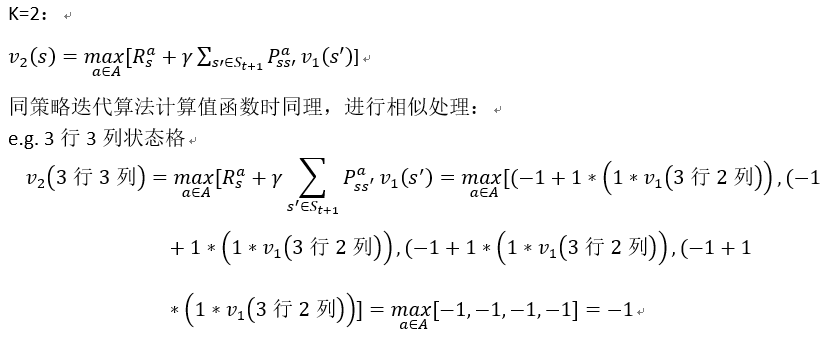 K=2：
v₂(s) = max_{a∈A}[R_s^a + γ ∑_{s′∈S_{t+1}} P_{ss′}^a v₁(s′)]
同策略迭代算法计算值函数时同理，进行相似处理：
e.g. 3 行 3 列状态格
v₂(3 行 3 列) = max_{a∈A}[R_s^a + γ ∑_{s′∈S_{t+1}} P_{ss′}^a v₁(s′) = max_{a∈A}[(−1 + 1 * (1 * v₁(3 行 2 列)), (−1
+ 1 * (1 * v₁(3 行 2 列)), (−1 + 1 * (1 * v₁(3 行 2 列)), (−1 + 1
* (1 * v₁(3 行 2 列))] = max_{a∈A}[−1, −1, −1, −1] = −1